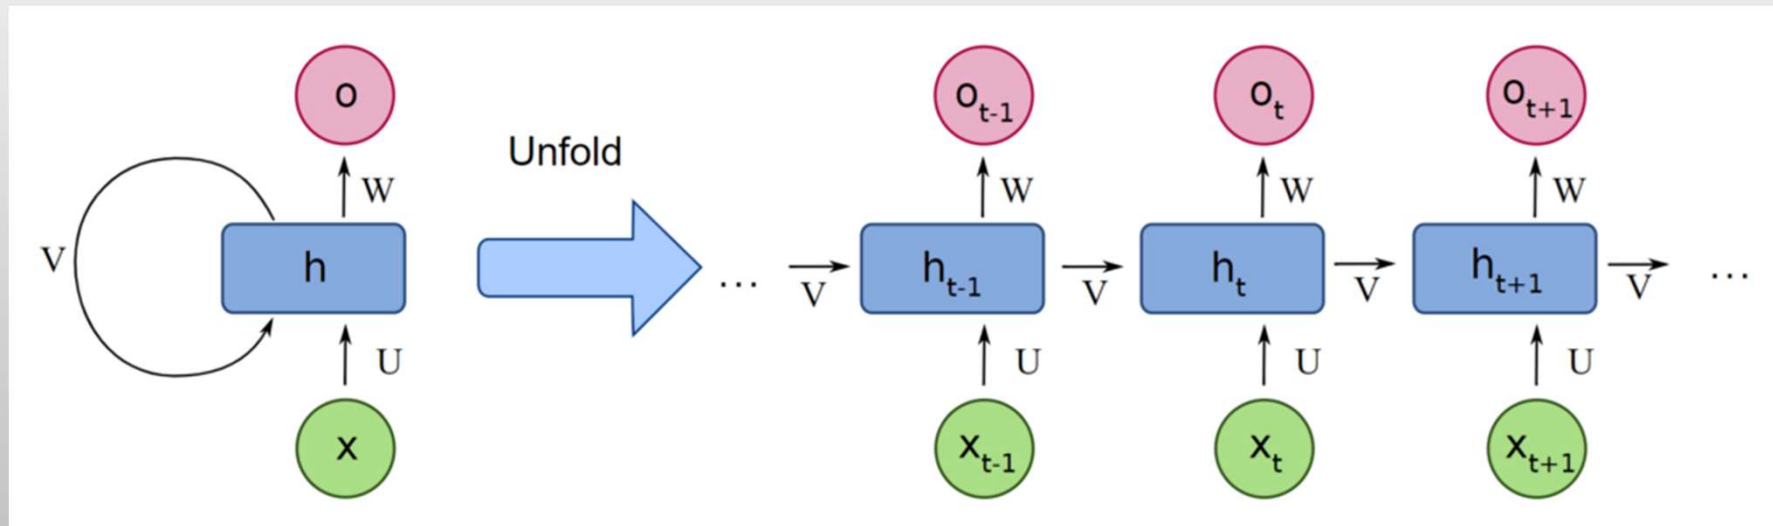 o
o_{t-1}
o_t
o_{t+1}
Unfold
W
W
W
W
V
h
...
V
h_{t-1}
V
h_t
V
h_{t+1}
V
...
U
U
U
U
x
x_{t-1}
x_t
x_{t+1}